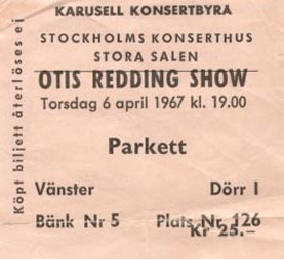 KARUSELL KONSERTBYRA
STOCKHOLMS KONSERTHUS
STORA SALEN
OTIS REDDING SHOW
Torsdag 6 april 1967 kl. 19.00
Parkett
Vänster Dörr I
Bänk Nr 5 Plats Nr 126
Kr 25.–
Köpt biljett återlöses ej